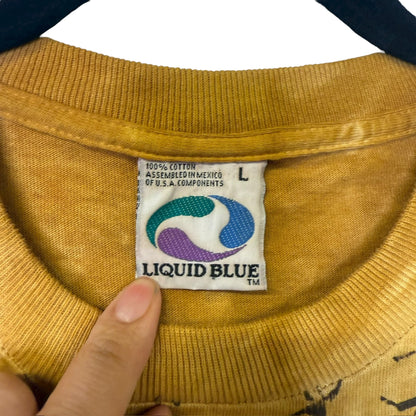 100% COTTON L
ASSEMBLED IN MEXICO
OF U.S.A. COMPONENTS
LIQUID BLUE
TM